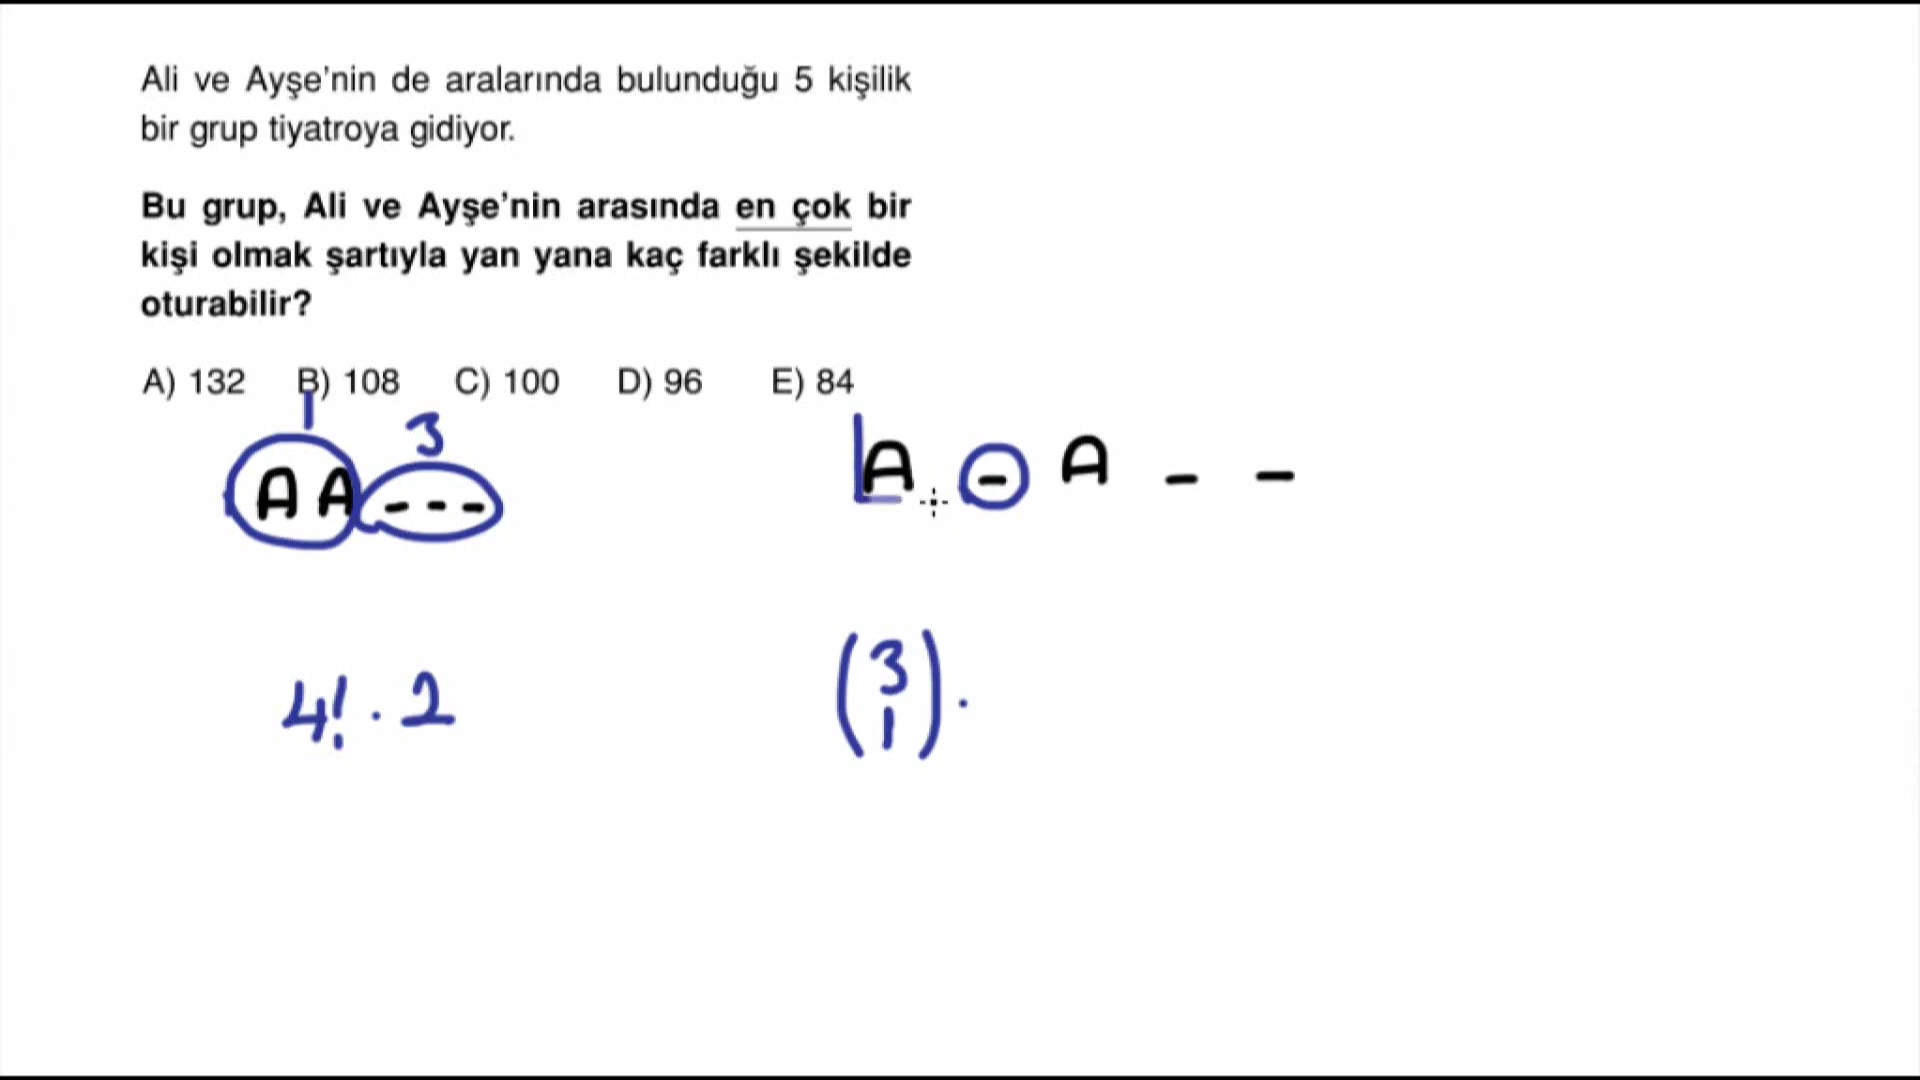 Ali ve Ayşe'nin de aralarında bulunduğu 5 kişilik
bir grup tiyatroya gidiyor.
Bu grup, Ali ve Ayşe'nin arasında en çok bir
kişi olmak şartıyla yan yana kaç farklı şekilde
oturabilir?
A) 132 B) 108 C) 100 D) 96 E) 84
1 3
A A - - -
A - A - -
4! · 2
(3 1) ·